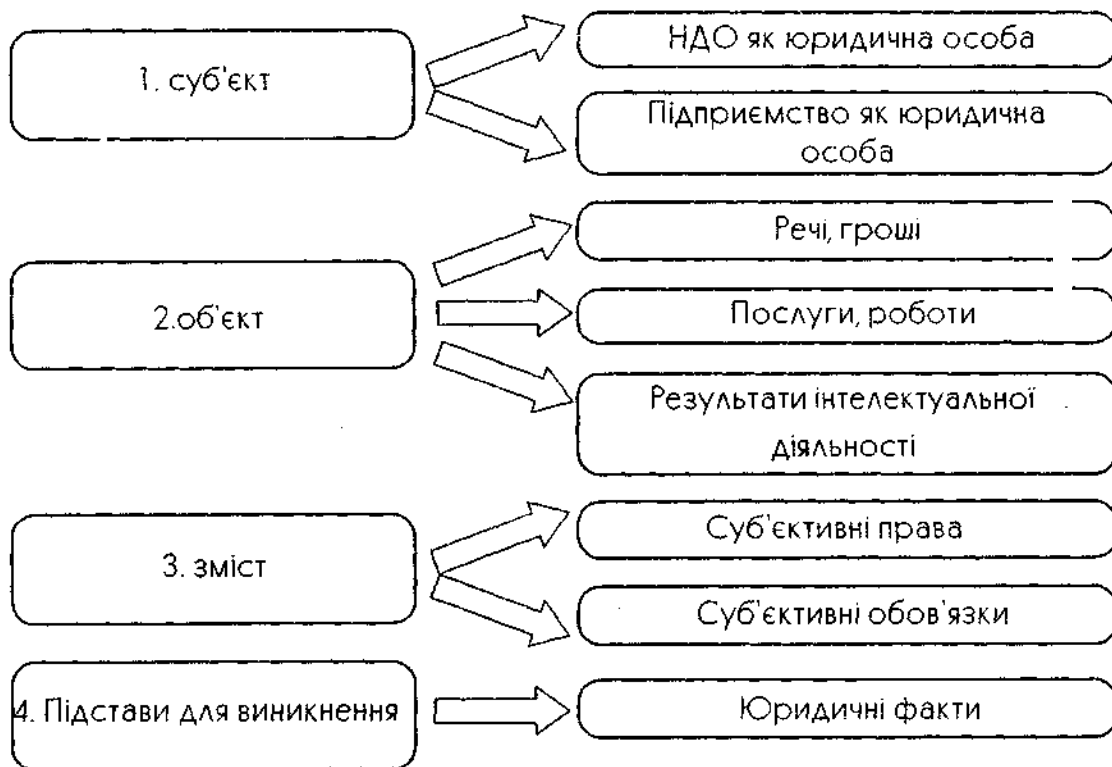 1. суб'єкт
НДО як юридична особа
Підприємство як юридична
особа
2.об'єкт
Речі, гроші
Послуги, роботи
Результати інтелектуальної
діяльності
3. зміст
Суб'єктивні права
Суб'єктивні обов'язки
4. Підстави для виникнення
Юридичні факти